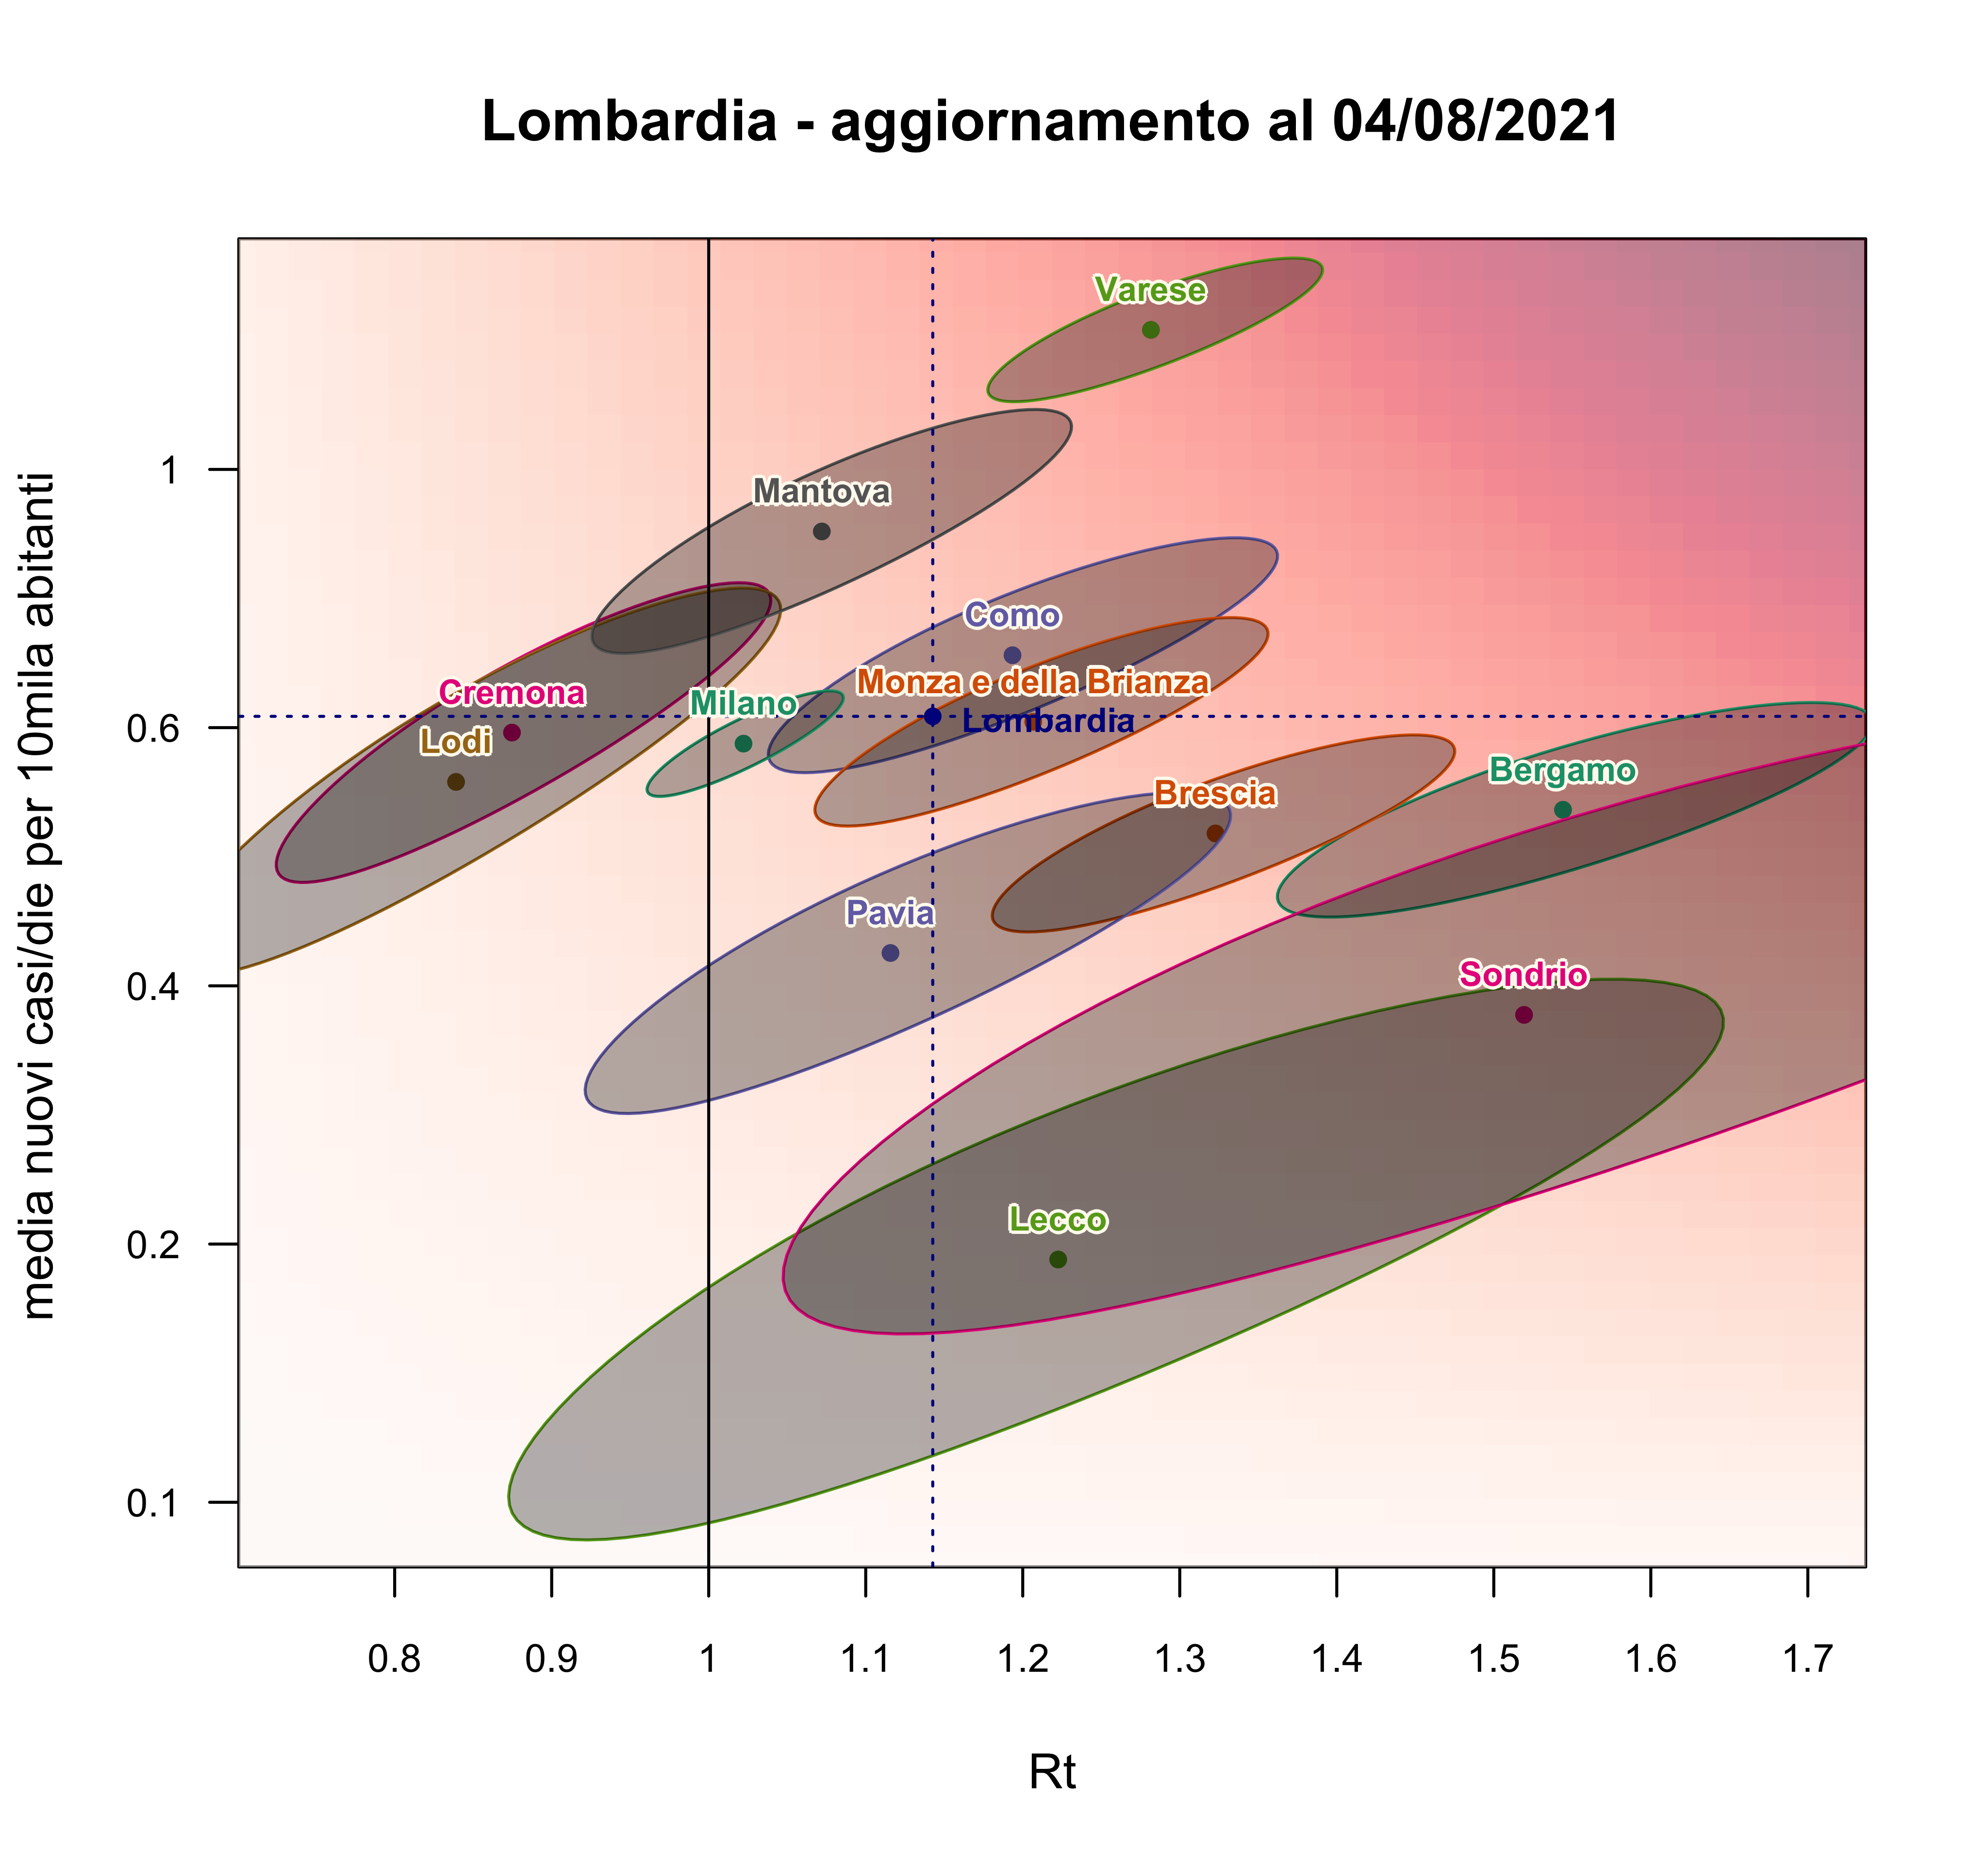 Lombardia - aggiornamento al 04/08/2021
media nuovi casi/die per 10mila abitanti
1
0.6
0.4
0.2
0.1
Varese
Mantova
Como
Monza e della Brianza
Cremona
Milano
Lombardia
Lodi
Bergamo
Brescia
Pavia
Sondrio
Lecco
0.8 0.9 1 1.1 1.2 1.3 1.4 1.5 1.6 1.7
Rt